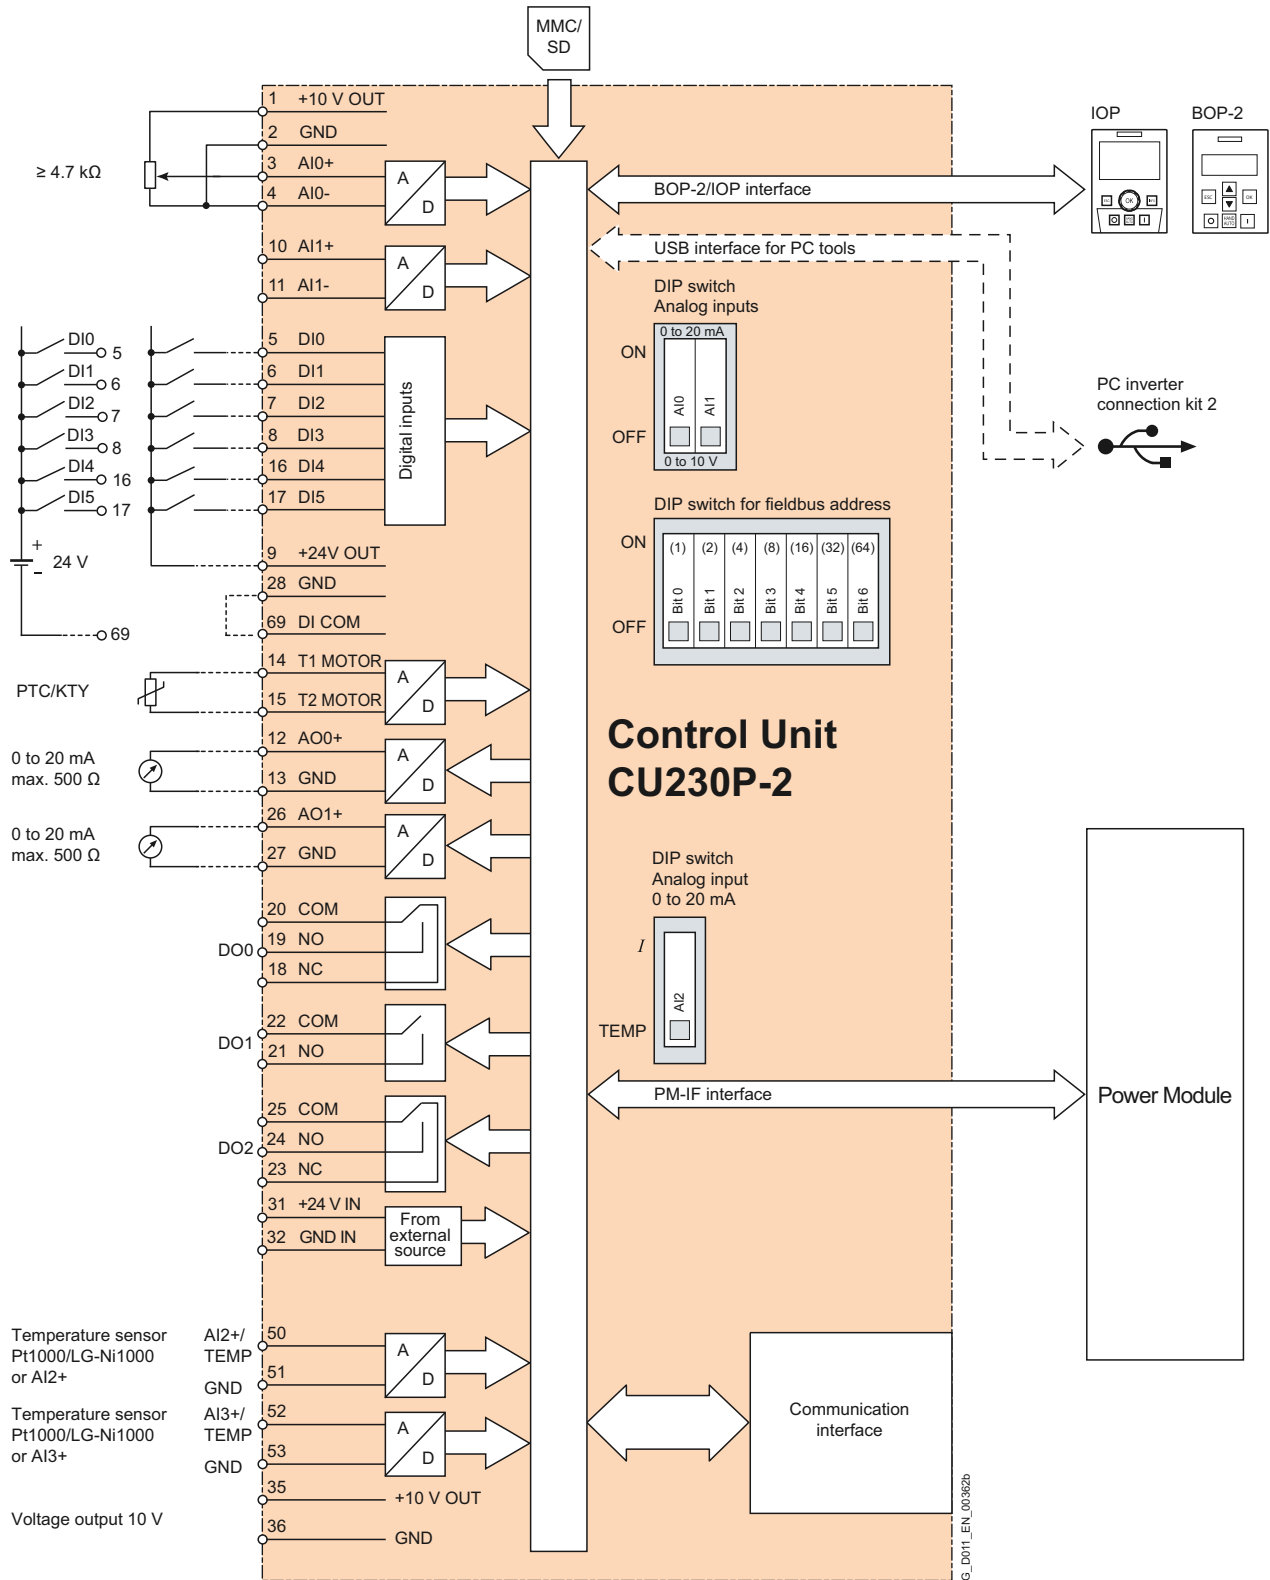 MMC/
SD
1 +10 V OUT
2 GND
3 AI0+
4 AI0-
≥ 4.7 kΩ
A
D
10 AI1+
11 AI1-
A
D
IOP
BOP-2
ESC
OK
HAND
AUTO
OK
BOP-2/IOP interface
USB interface for PC tools
DIP switch
Analog inputs
0 to 20 mA
ON
AI0
AI1
OFF
0 to 10 V
PC inverter
connection kit 2
DI0
5
DI1
6
DI2
7
DI3
8
DI4
16
DI5
17
+
24 V
-
69
5 DI0
6 DI1
7 DI2
8 DI3
16 DI4
17 DI5
Digital inputs
9 +24V OUT
28 GND
69 DI COM
DIP switch for fieldbus address
ON
(1) (2) (4) (8) (16) (32) (64)
Bit 0 Bit 1 Bit 2 Bit 3 Bit 4 Bit 5 Bit 6
OFF
PTC/KTY
14 T1 MOTOR
15 T2 MOTOR
A
D
Control Unit
CU230P-2
0 to 20 mA
max. 500 Ω
12 AO0+
13 GND
A
D
0 to 20 mA
max. 500 Ω
26 AO1+
27 GND
A
D
DIP switch
Analog input
0 to 20 mA
I
AI2
TEMP
DO0
20 COM
19 NO
18 NC
DO1
22 COM
21 NO
DO2
25 COM
24 NO
23 NC
PM-IF interface
Power Module
31 +24 V IN
32 GND IN
From
external
source
Temperature sensor
Pt1000/LG-Ni1000
or AI2+
AI2+/
TEMP
GND
50
51
A
D
Temperature sensor
Pt1000/LG-Ni1000
or AI3+
AI3+/
TEMP
GND
52
53
A
D
Communication
interface
Voltage output 10 V
35
+10 V OUT
36
GND
G_D011_EN_00362b